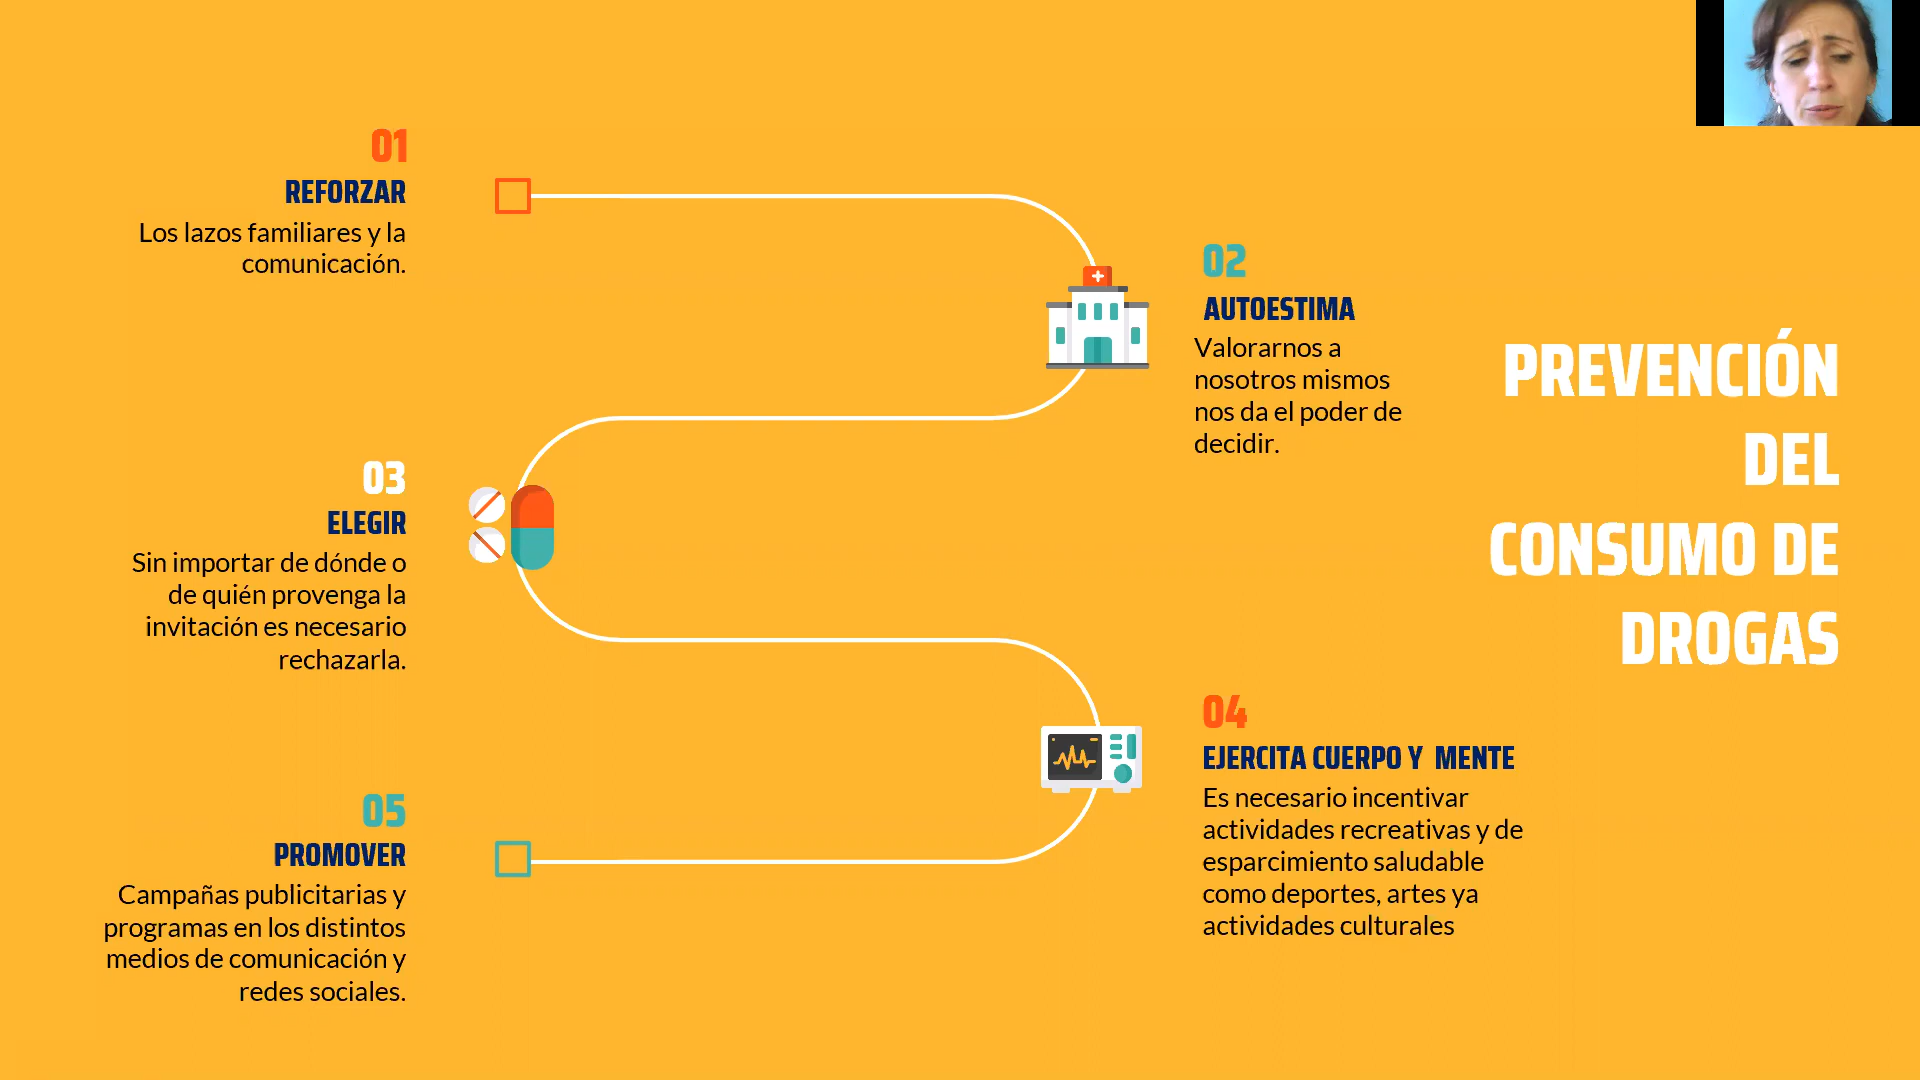 01
REFORZAR
Los lazos familiares y la
comunicación.
02
AUTOESTIMA
Valorarnos a
nosotros mismos
nos da el poder de
decidir.
PREVENCIÓN
DEL
CONSUMO DE
DROGAS
03
ELEGIR
Sin importar de dónde o
de quién provenga la
invitación es necesario
rechazarla.
04
EJERCITA CUERPO Y MENTE
Es necesario incentivar
actividades recreativas y de
esparcimiento saludable
como deportes, artes ya
actividades culturales
05
PROMOVER
Campañas publicitarias y
programas en los distintos
medios de comunicación y
redes sociales.